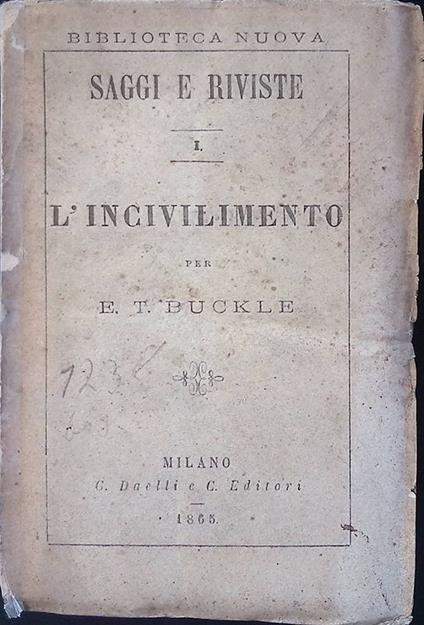 BIBLIOTECA NUOVA
SAGGI E RIVISTE
I.
L'INCIVILIMENTO
PER
E. T. BUCKLE
MILANO
G. Daelli e C. Editori
1865.